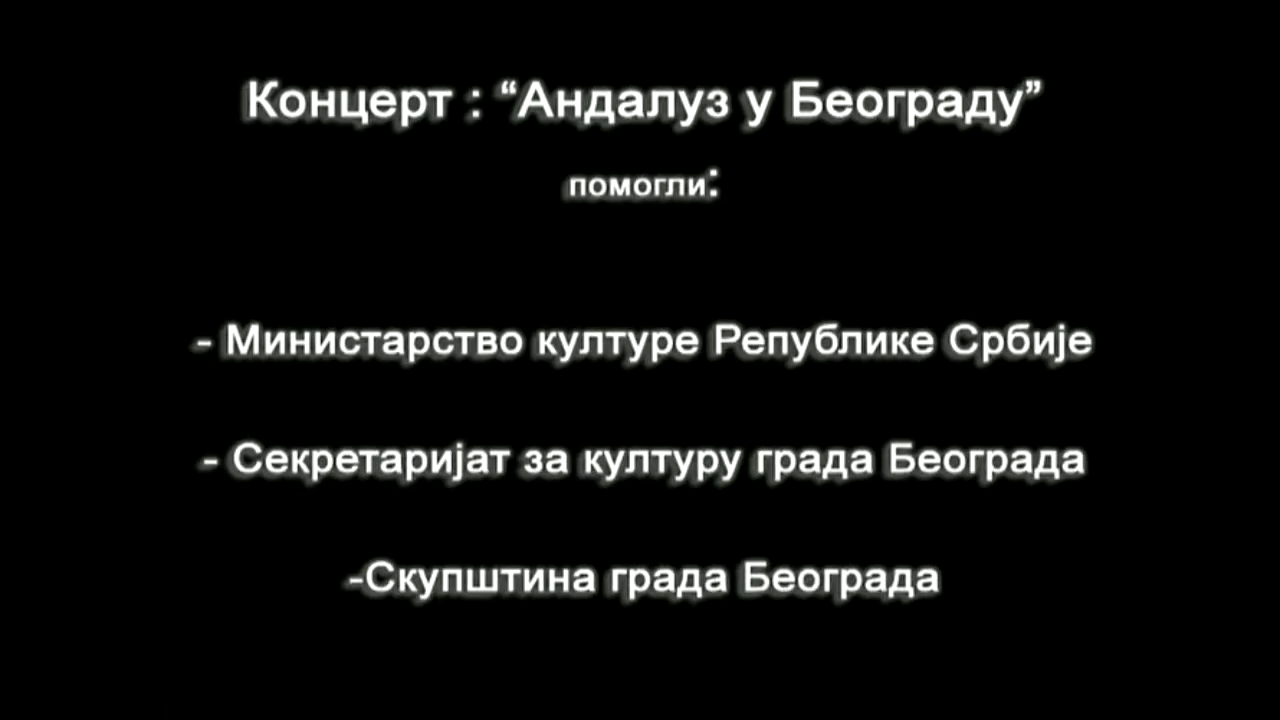 Концерт : “Андалуз у Београду”
помогли:
- Министарство културе Републике Србије
- Секретаријат за културу града Београда
-Скупштина града Београда